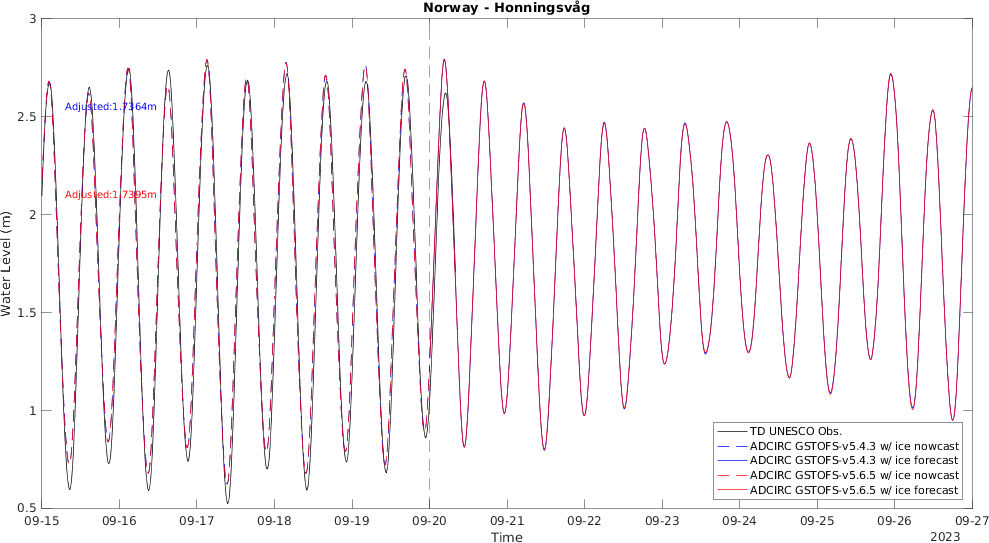 Norway - Honningsvåg
3
2.5
2
1.5
1
0.5
Water Level (m)
Adjusted:1.7364m
Adjusted:1.7395m
TD UNESCO Obs.
ADCIRC GSTOFS-v5.4.3 w/ ice nowcast
ADCIRC GSTOFS-v5.4.3 w/ ice forecast
ADCIRC GSTOFS-v5.6.5 w/ ice nowcast
ADCIRC GSTOFS-v5.6.5 w/ ice forecast
09-15 09-16 09-17 09-18 09-19 09-20 09-21 09-22 09-23 09-24 09-25 09-26 09-27
Time
2023